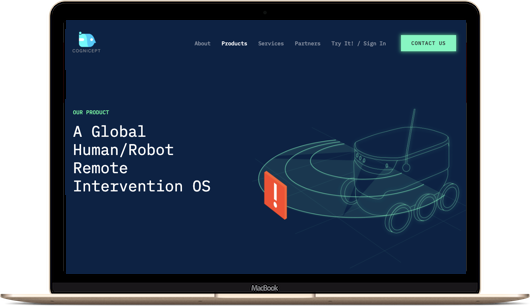 COGNICEPT
About Products Services Partners Try It! / Sign In CONTACT US
OUR PRODUCT
A Global
Human/Robot
Remote
Intervention OS
!
MacBook